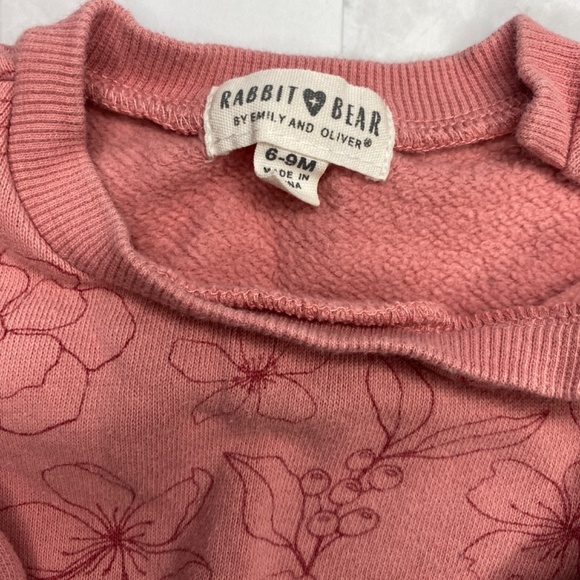 RABBIT BEAR
BY EMILY AND OLIVER®
6-9M
MADE IN